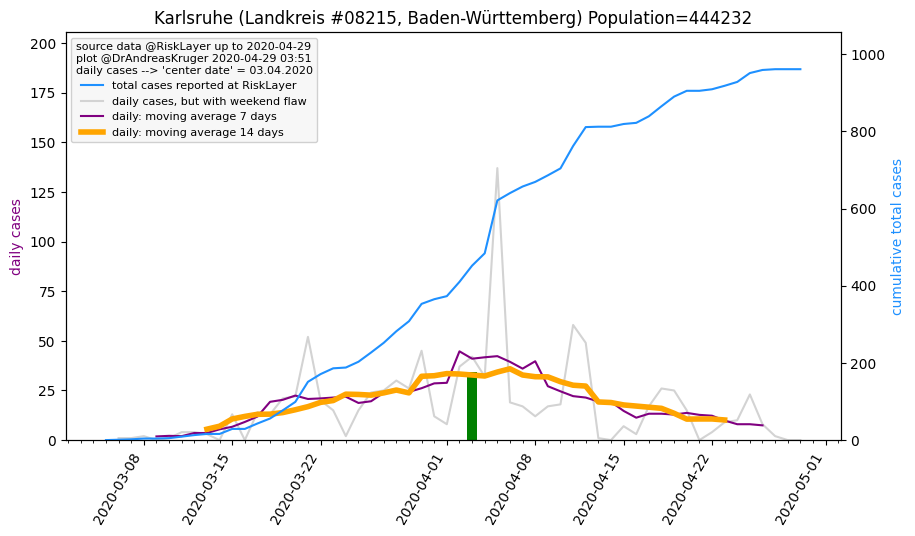 Karlsruhe (Landkreis #08215, Baden-Württemberg) Population=444232
source data @RiskLayer up to 2020-04-29
plot @DrAndreasKruger 2020-04-29 03:51
daily cases --> 'center date' = 03.04.2020
total cases reported at RiskLayer
daily cases, but with weekend flaw
daily: moving average 7 days
daily: moving average 14 days
daily cases
200
175
150
125
100
75
50
25
0
cumulative total cases
1000
800
600
400
200
0
2020-03-08
2020-03-15
2020-03-22
2020-04-01
2020-04-08
2020-04-15
2020-04-22
2020-05-01